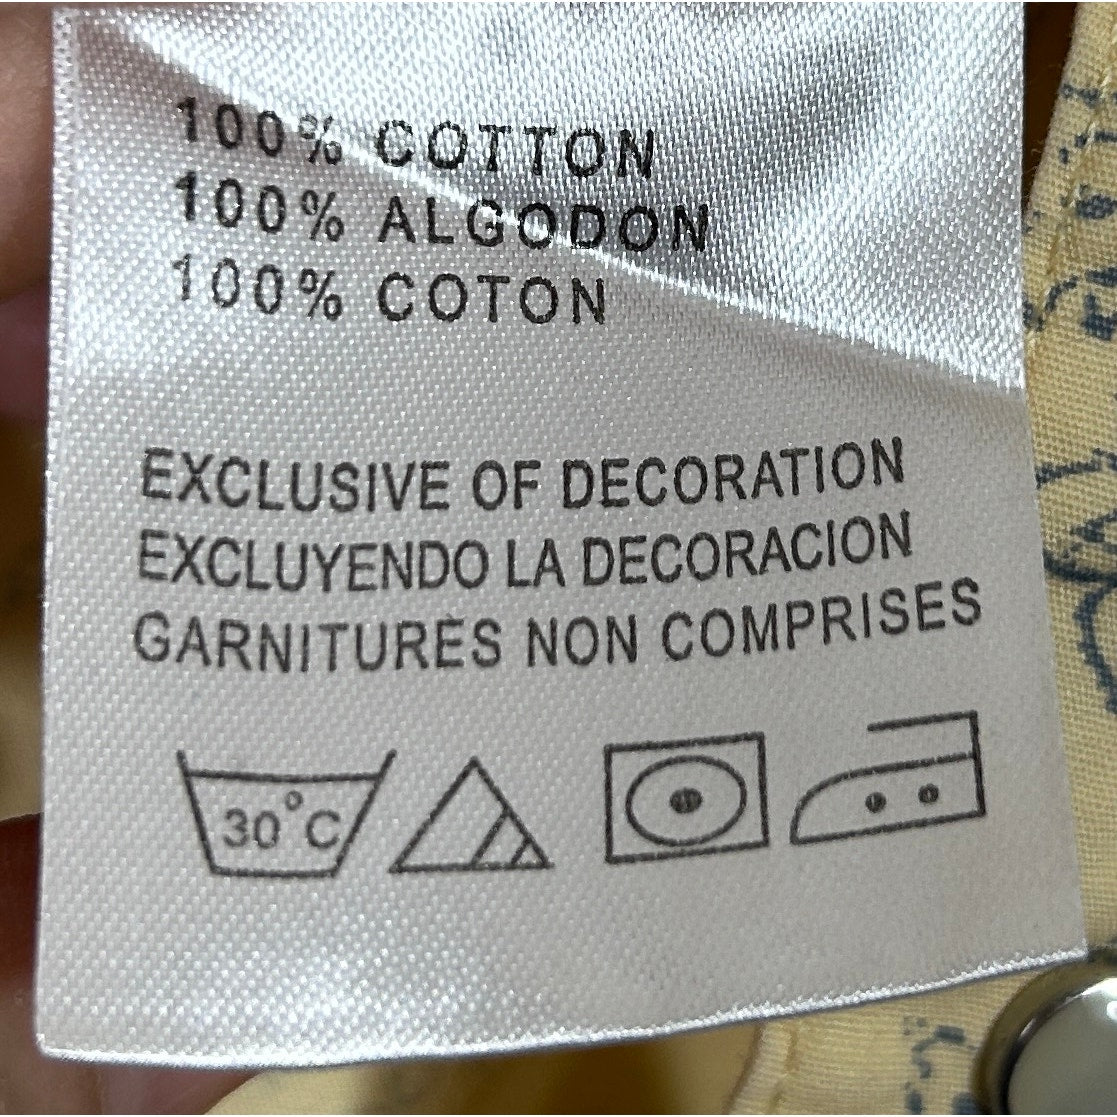 100% COTTON
100% ALGODON
100% COTON
EXCLUSIVE OF DECORATION
EXCLUYENDO LA DECORACION
GARNITURES NON COMPRISES
30°C